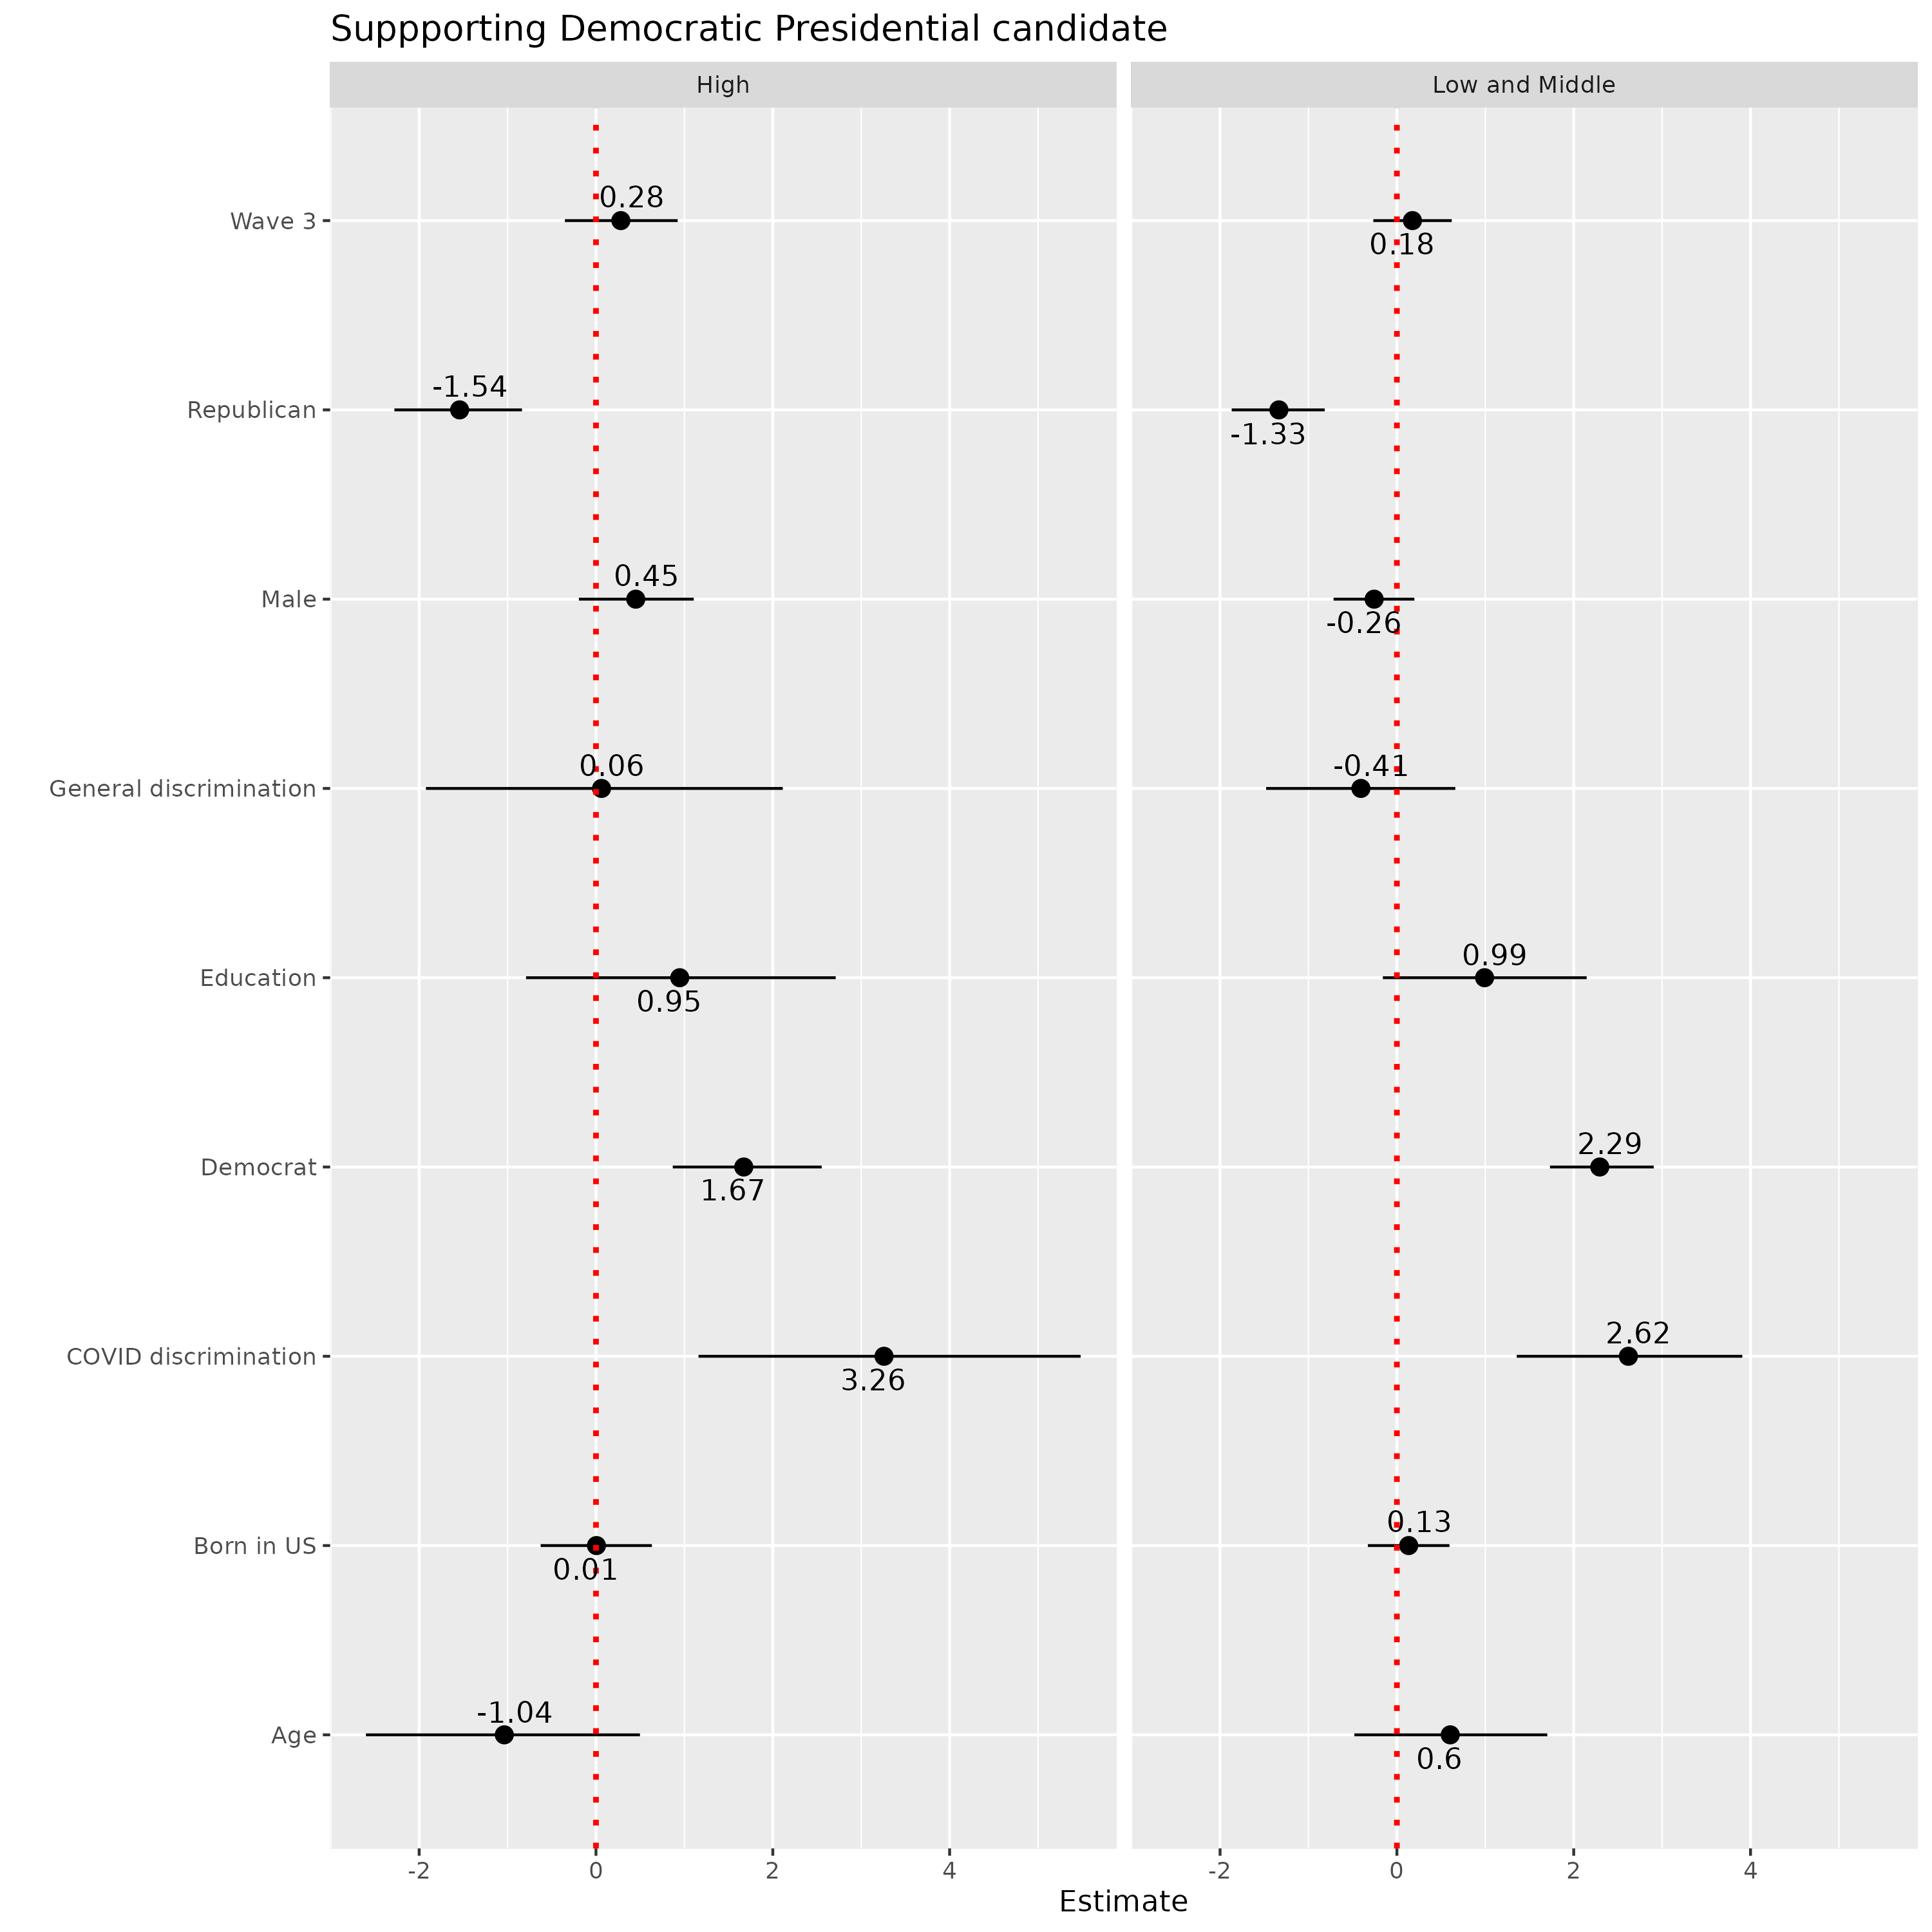 Suppporting Democratic Presidential candidate
High
Low and Middle
Wave 3
0.28
0.18
Republican
-1.54
-1.33
Male
0.45
-0.26
General discrimination
0.06
-0.41
Education
0.95
0.99
Democrat
1.67
2.29
COVID discrimination
3.26
2.62
Born in US
0.01
0.13
Age
-1.04
0.6
-2 0 2 4
-2 0 2 4
Estimate